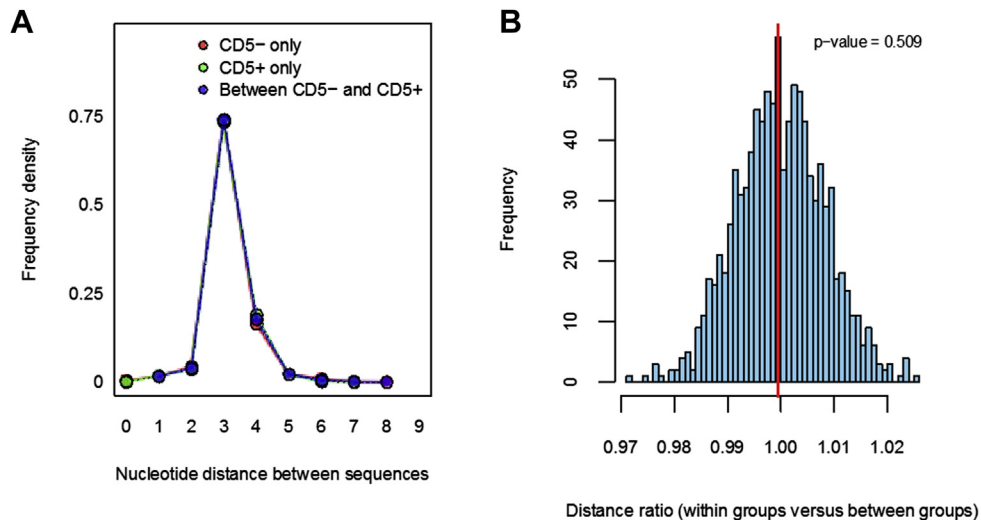 A
CD5− only
CD5+ only
Between CD5− and CD5+
Frequency density
0.75
0.5
0.25
0
0 1 2 3 4 5 6 7 8 9
Nucleotide distance between sequences
B
p−value = 0.509
Frequency
50
40
30
20
10
0
0.97 0.98 0.99 1.00 1.01 1.02
Distance ratio (within groups versus between groups)